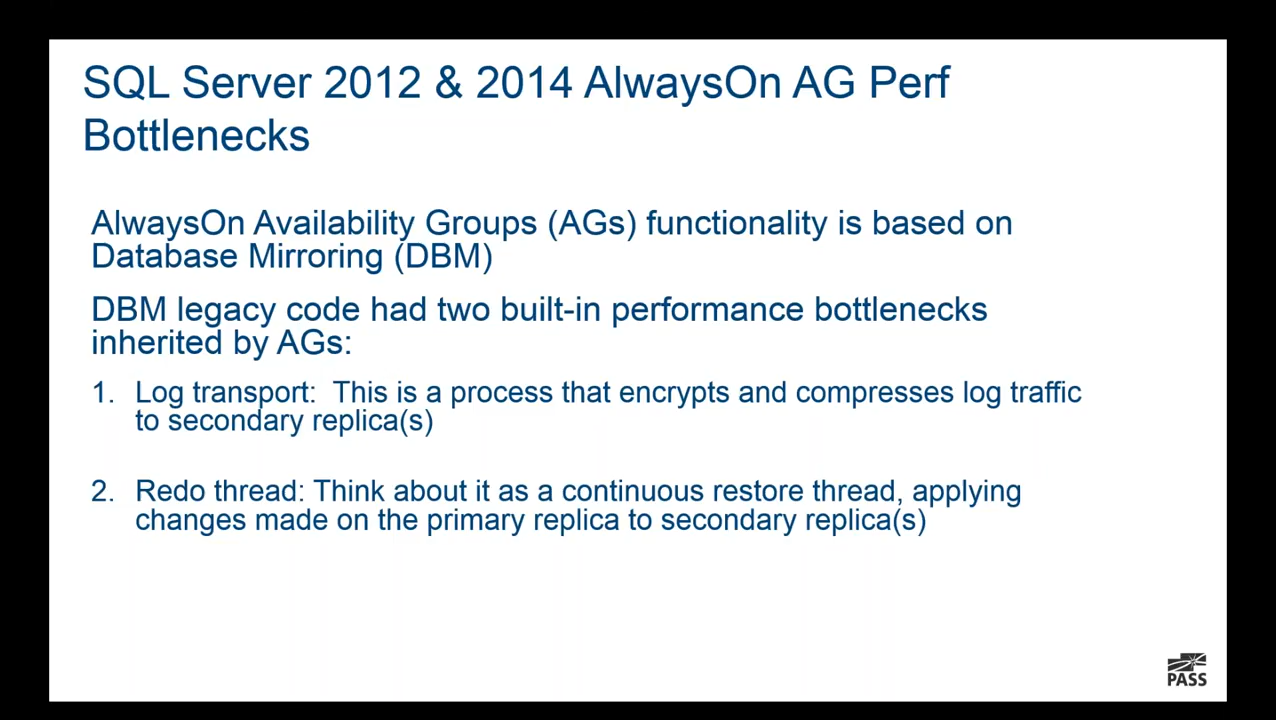 SQL Server 2012 & 2014 AlwaysOn AG Perf
Bottlenecks
AlwaysOn Availability Groups (AGs) functionality is based on
Database Mirroring (DBM)
DBM legacy code had two built-in performance bottlenecks
inherited by AGs:
1. Log transport: This is a process that encrypts and compresses log traffic
to secondary replica(s)
2. Redo thread: Think about it as a continuous restore thread, applying
changes made on the primary replica to secondary replica(s)
PASS